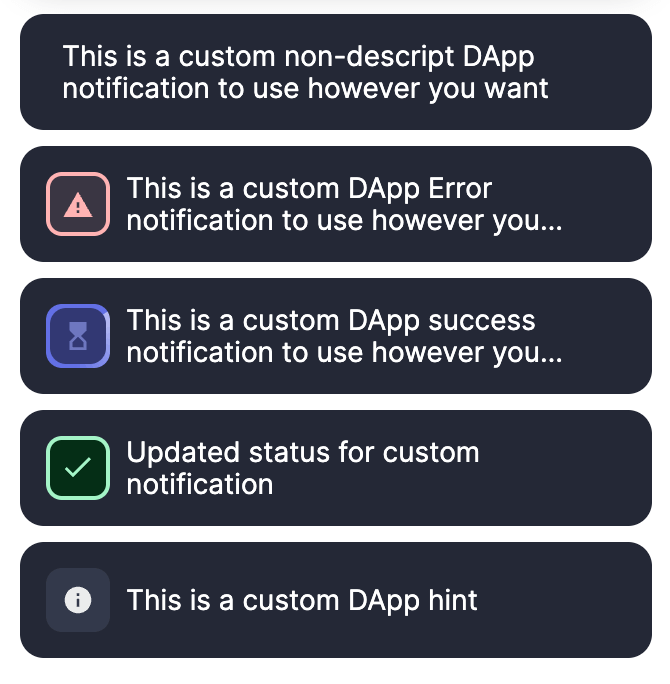 This is a custom non-descript DApp
notification to use however you want
This is a custom DApp Error
notification to use however you...
This is a custom DApp success
notification to use however you...
Updated status for custom
notification
This is a custom DApp hint